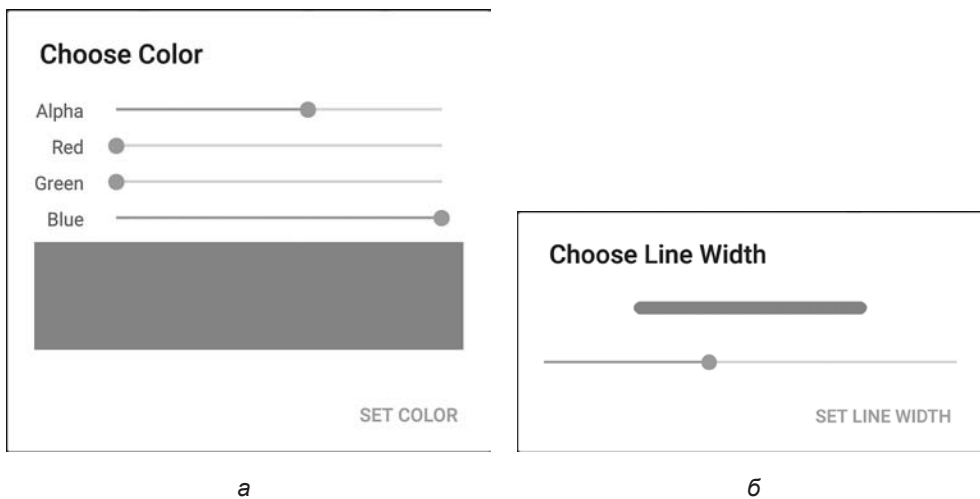 Choose Color
Alpha
Red
Green
Blue
SET COLOR
Choose Line Width
SET LINE WIDTH
а
б